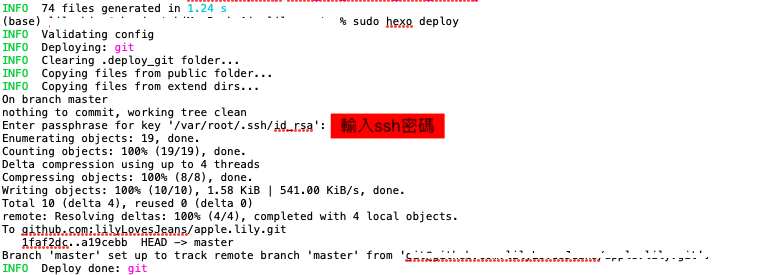 INFO  74 files generated in 1.24 s
(base) % sudo hexo deploy
INFO  Validating config
INFO  Deploying: git
INFO  Clearing .deploy_git folder...
INFO  Copying files from public folder...
INFO  Copying files from extend dirs...
On branch master
nothing to commit, working tree clean
Enter passphrase for key '/var/root/.ssh/id_rsa': 輸入ssh密碼
Enumerating objects: 19, done.
Counting objects: 100% (19/19), done.
Delta compression using up to 4 threads
Compressing objects: 100% (8/8), done.
Writing objects: 100% (10/10), 1.58 KiB | 541.00 KiB/s, done.
Total 10 (delta 4), reused 0 (delta 0)
remote: Resolving deltas: 100% (4/4), completed with 4 local objects.
To github.com:lilyLovesJeans/apple.lily.git
   1faf2dc..a19cebb  HEAD -> master
Branch 'master' set up to track remote branch 'master' from
INFO  Deploy done: git